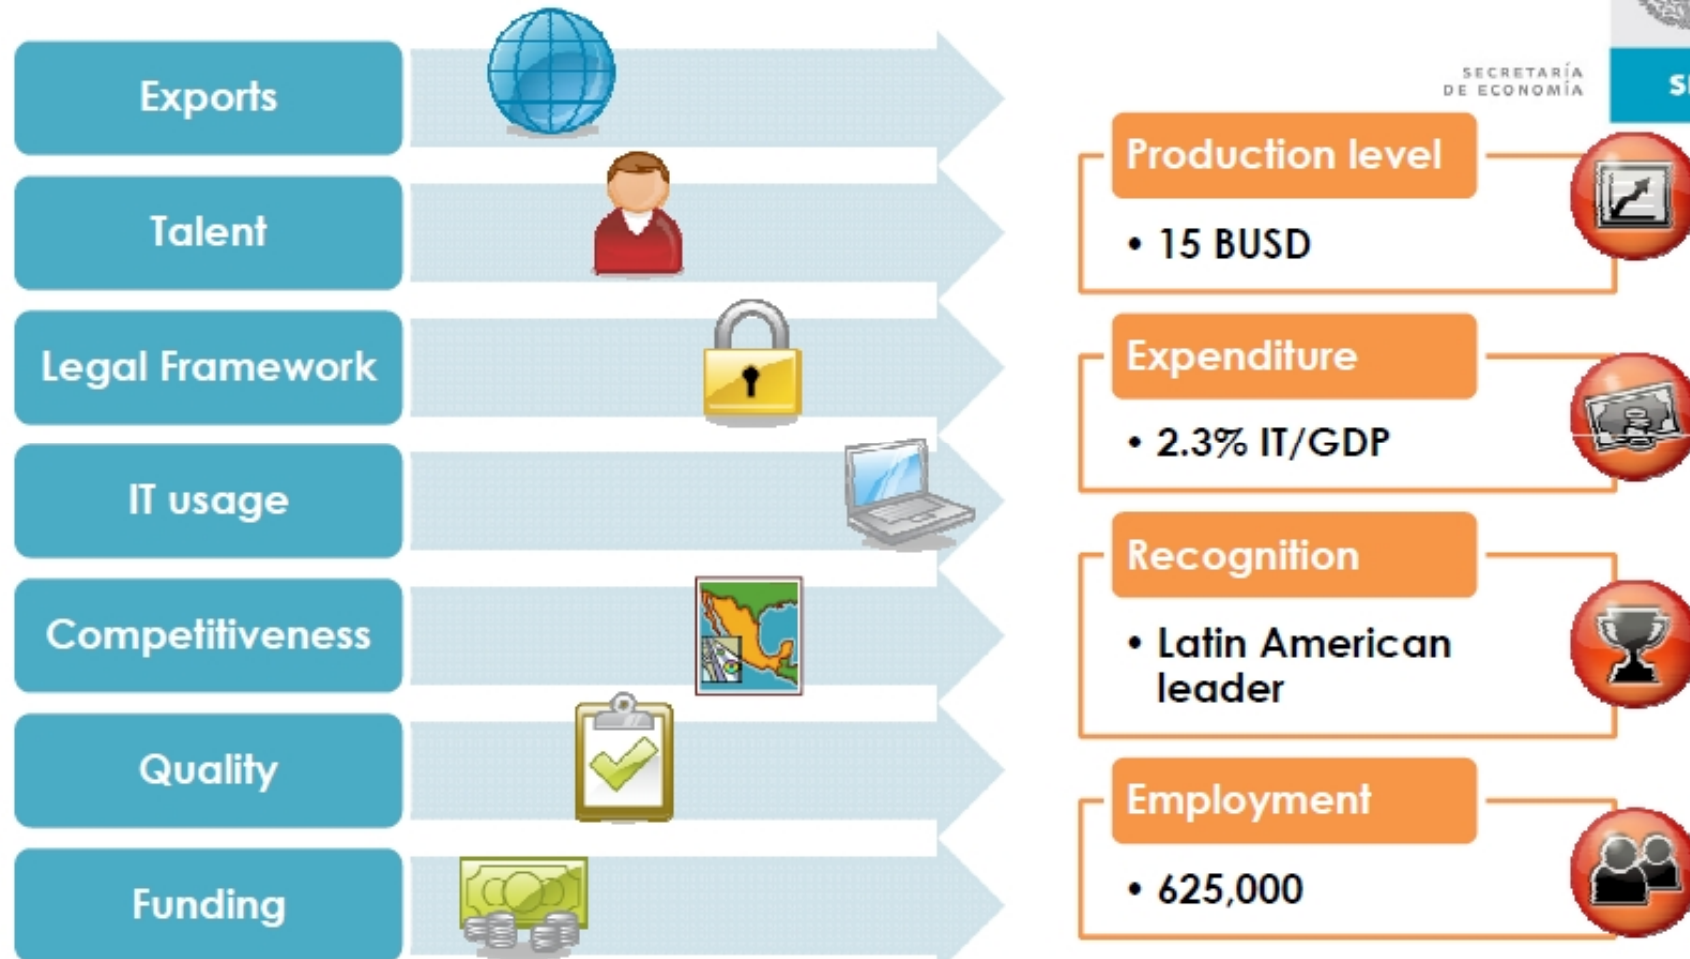 Exports
Talent
Legal Framework
IT usage
Competitiveness
Quality
Funding
SECRETARÍA
DE ECONOMÍA
Production level
• 15 BUSD
Expenditure
• 2.3% IT/GDP
Recognition
• Latin American
leader
Employment
• 625,000